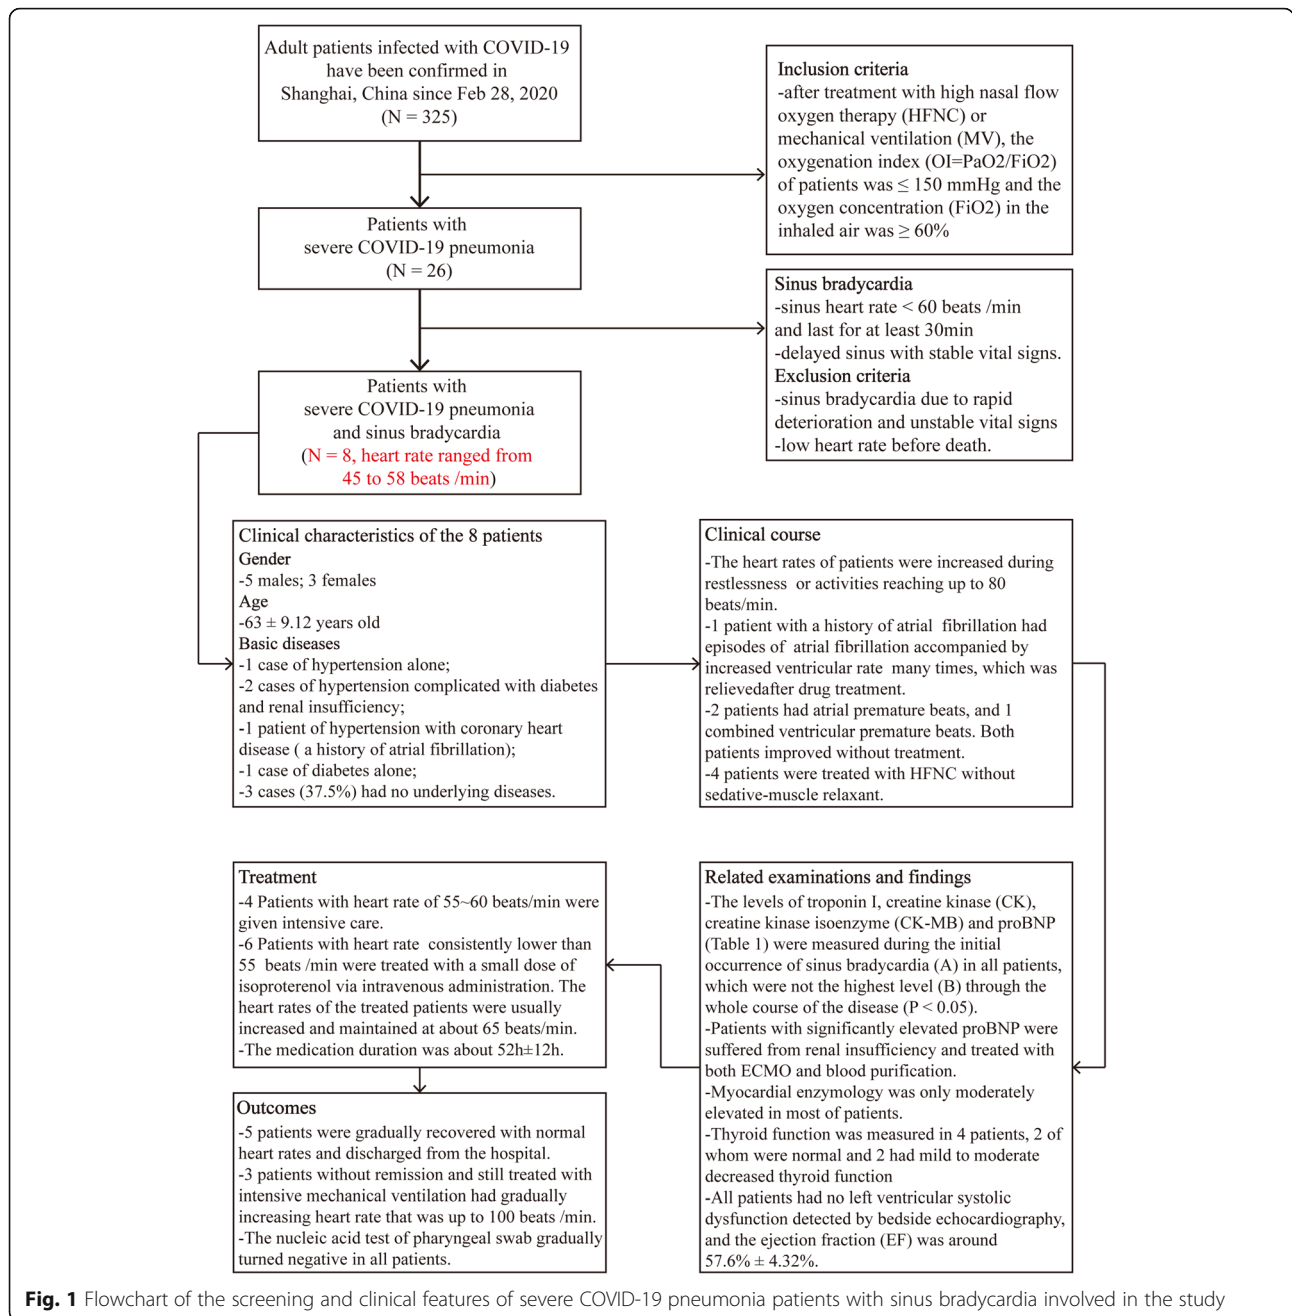 Adult patients infected with COVID-19
have been confirmed in
Shanghai, China since Feb 28, 2020
(N = 325)
Inclusion criteria
-after treatment with high nasal flow
oxygen therapy (HFNC) or
mechanical ventilation (MV), the
oxygenation index (OI=PaO2/FiO2)
of patients was ≤ 150 mmHg and the
oxygen concentration (FiO2) in the
inhaled air was ≥ 60%
Patients with
severe COVID-19 pneumonia
(N = 26)
Sinus bradycardia
-sinus heart rate < 60 beats /min
and last for at least 30min
-delayed sinus with stable vital signs.
Exclusion criteria
-sinus bradycardia due to rapid
deterioration and unstable vital signs
-low heart rate before death.
Patients with
severe COVID-19 pneumonia
and sinus bradycardia
(N = 8, heart rate ranged from
45 to 58 beats /min)
Clinical characteristics of the 8 patients
Gender
-5 males; 3 females
Age
-63 ± 9.12 years old
Basic diseases
-1 case of hypertension alone;
-2 cases of hypertension complicated with diabetes
and renal insufficiency;
-1 patient of hypertension with coronary heart
disease ( a history of atrial fibrillation);
-1 case of diabetes alone;
-3 cases (37.5%) had no underlying diseases.
Clinical course
-The heart rates of patients were increased during
restlessness or activities reaching up to 80
beats/min.
-1 patient with a history of atrial fibrillation had
episodes of atrial fibrillation accompanied by
increased ventricular rate many times, which was
relievedafter drug treatment.
-2 patients had atrial premature beats, and 1
combined ventricular premature beats. Both
patients improved without treatment.
-4 patients were treated with HFNC without
sedative-muscle relaxant.
Related examinations and findings
-The levels of troponin I, creatine kinase (CK),
creatine kinase isoenzyme (CK-MB) and proBNP
(Table 1) were measured during the initial
occurrence of sinus bradycardia (A) in all patients,
which were not the highest level (B) through the
whole course of the disease (P < 0.05).
-Patients with significantly elevated proBNP were
suffered from renal insufficiency and treated with
both ECMO and blood purification.
-Myocardial enzymology was only moderately
elevated in most of patients.
-Thyroid function was measured in 4 patients, 2 of
whom were normal and 2 had mild to moderate
decreased thyroid function
-All patients had no left ventricular systolic
dysfunction detected by bedside echocardiography,
and the ejection fraction (EF) was around
57.6% ± 4.32%.
Treatment
-4 Patients with heart rate of 55~60 beats/min were
given intensive care.
-6 Patients with heart rate consistently lower than
55 beats /min were treated with a small dose of
isoproterenol via intravenous administration. The
heart rates of the treated patients were usually
increased and maintained at about 65 beats/min.
-The medication duration was about 52h±12h.
Outcomes
-5 patients were gradually recovered with normal
heart rates and discharged from the hospital.
-3 patients without remission and still treated with
intensive mechanical ventilation had gradually
increasing heart rate that was up to 100 beats /min.
-The nucleic acid test of pharyngeal swab gradually
turned negative in all patients.
Fig. 1 Flowchart of the screening and clinical features of severe COVID-19 pneumonia patients with sinus bradycardia involved in the study